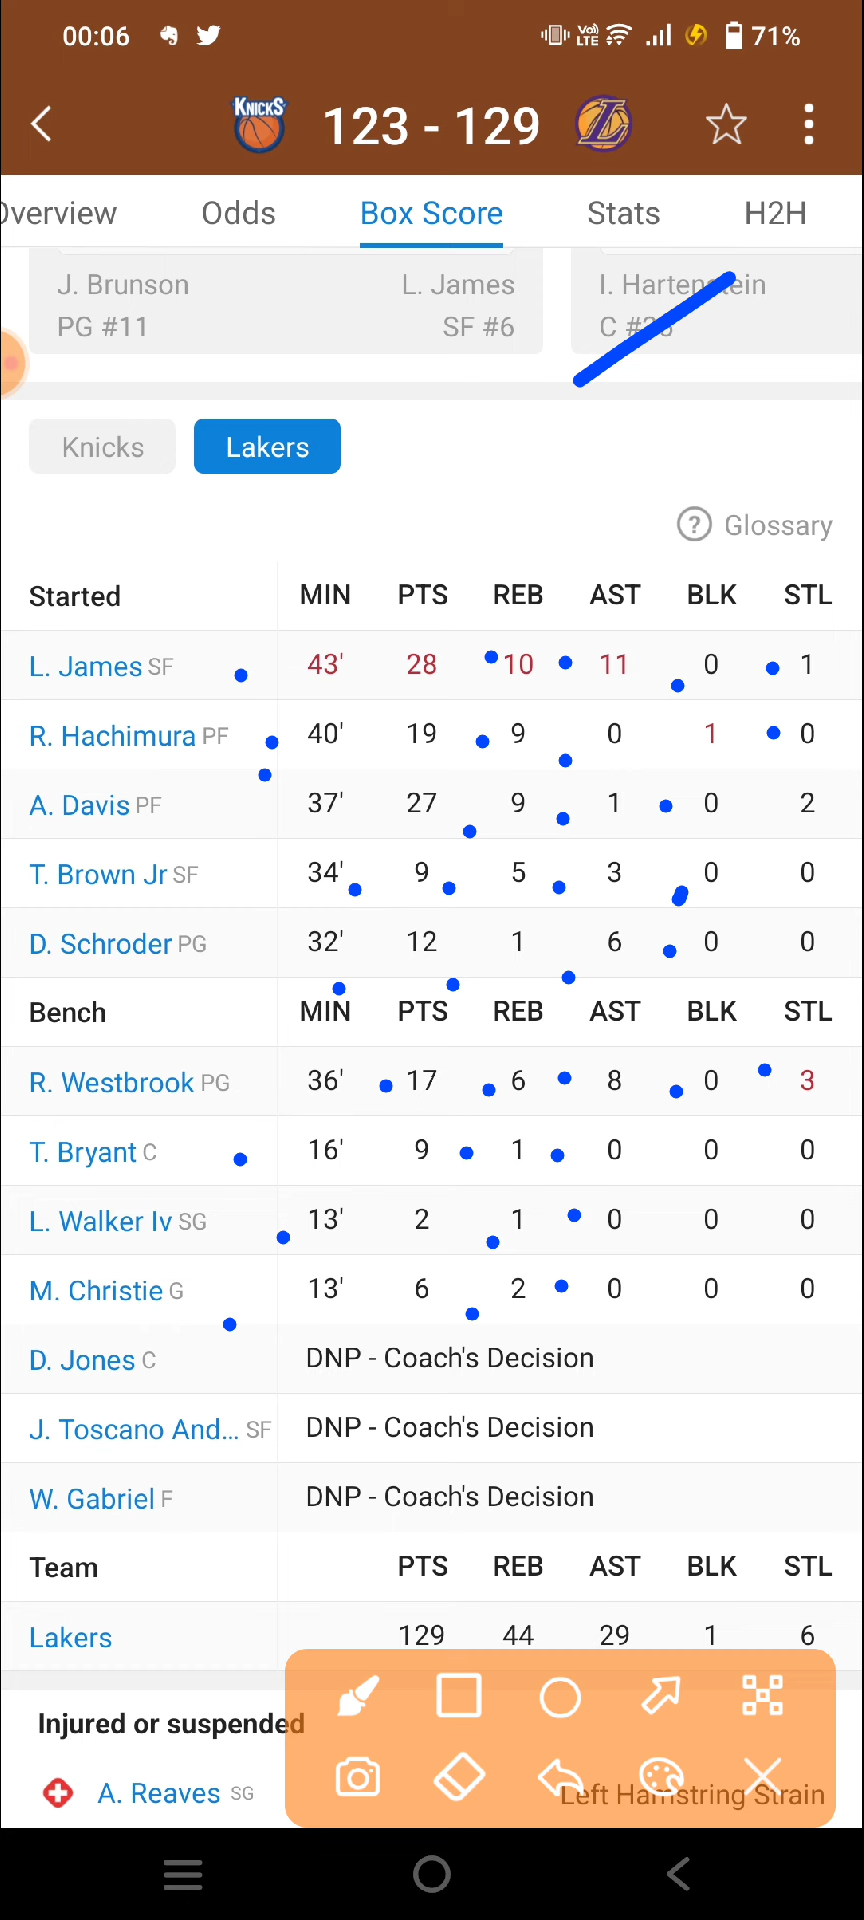 00:06 Vo) LTE 71%
KNICKS 123 - 129 L
Overview Odds Box Score Stats H2H
J. Brunson L. James I. Hartenstein
PG #11 SF #6 C #
Knicks Lakers
? Glossary
Started MIN PTS REB AST BLK STL
L. James SF 43' 28 10 11 0 1
R. Hachimura PF 40' 19 9 0 1 0
A. Davis PF 37' 27 9 1 0 2
T. Brown Jr SF 34' 9 5 3 0 0
D. Schroder PG 32' 12 1 6 0 0
Bench MIN PTS REB AST BLK STL
R. Westbrook PG 36' 17 6 8 0 3
T. Bryant C 16' 9 1 0 0 0
L. Walker Iv SG 13' 2 1 0 0 0
M. Christie G 13' 6 2 0 0 0
D. Jones C DNP - Coach's Decision
J. Toscano And... SF DNP - Coach's Decision
W. Gabriel F DNP - Coach's Decision
Team PTS REB AST BLK STL
Lakers 129 44 29 1 6
Injured or suspended
A. Reaves SG Left Hamstring Strain